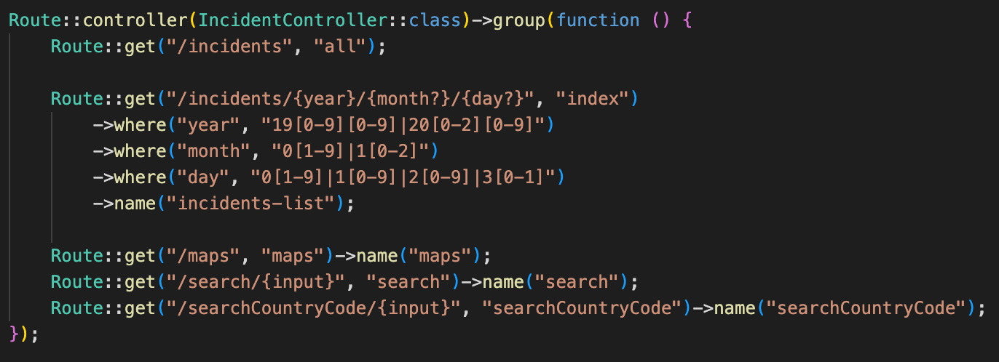 Route::controller(IncidentController::class)->group(function () {
    Route::get("/incidents", "all");

    Route::get("/incidents/{year}/{month?}/{day?}", "index")
        ->where("year", "19[0-9][0-9]|20[0-2][0-9]")
        ->where("month", "0[1-9]|1[0-2]")
        ->where("day", "0[1-9]|1[0-9]|2[0-9]|3[0-1]")
        ->name("incidents-list");

    Route::get("/maps", "maps")->name("maps");
    Route::get("/search/{input}", "search")->name("search");
    Route::get("/searchCountryCode/{input}", "searchCountryCode")->name("searchCountryCode");
});